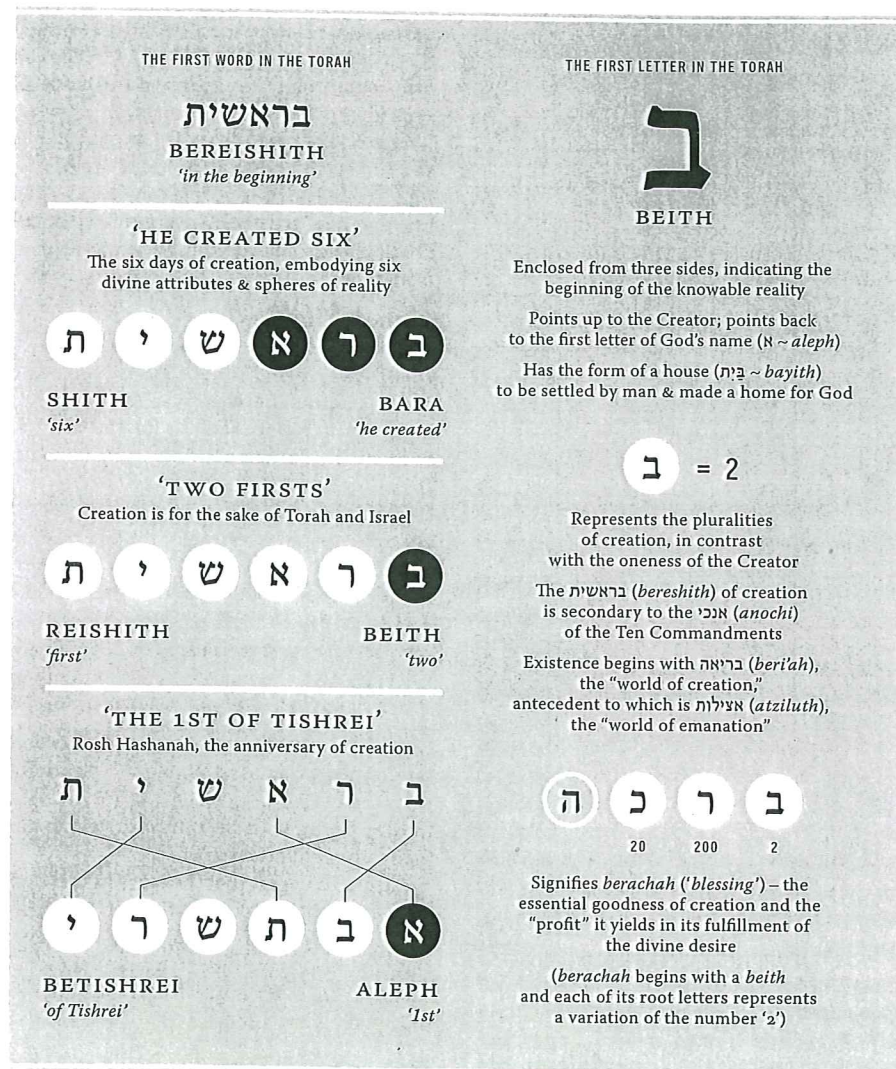 THE FIRST WORD IN THE TORAH
בראשית
BEREISHITH
‘in the beginning’
‘HE CREATED SIX’
The six days of creation, embodying six
divine attributes & spheres of reality
ב ר א ש י ת
SHITH BARA
‘six’ ‘he created’
‘TWO FIRSTS’
Creation is for the sake of Torah and Israel
ב ר א ש י ת
REISHITH BEITH
‘first’ ‘two’
‘THE 1ST OF TISHREI’
Rosh Hashanah, the anniversary of creation
ב ר א ש י ת
א ב ת ש ר י
BETISHREI ALEPH
‘of Tishrei’ ‘1st’
THE FIRST LETTER IN THE TORAH
ב
BEITH
Enclosed from three sides, indicating the
beginning of the knowable reality
Points up to the Creator; points back
to the first letter of God’s name (א ~ aleph)
Has the form of a house (בַּיִת ~ bayith)
to be settled by man & made a home for God
ב = 2
Represents the pluralities
of creation, in contrast
with the oneness of the Creator
The בראשית (bereshith) of creation
is secondary to the אנכי (anochi)
of the Ten Commandments
Existence begins with בריאה (beri’ah),
the “world of creation,”
antecedent to which is אצילות (atziluth),
the “world of emanation”
ב ר כ ה
20 200 2
Signifies berachah (‘blessing’) – the
essential goodness of creation and the
“profit” it yields in its fulfillment of
the divine desire
(berachah begins with a beith
and each of its root letters represents
a variation of the number ‘2’)